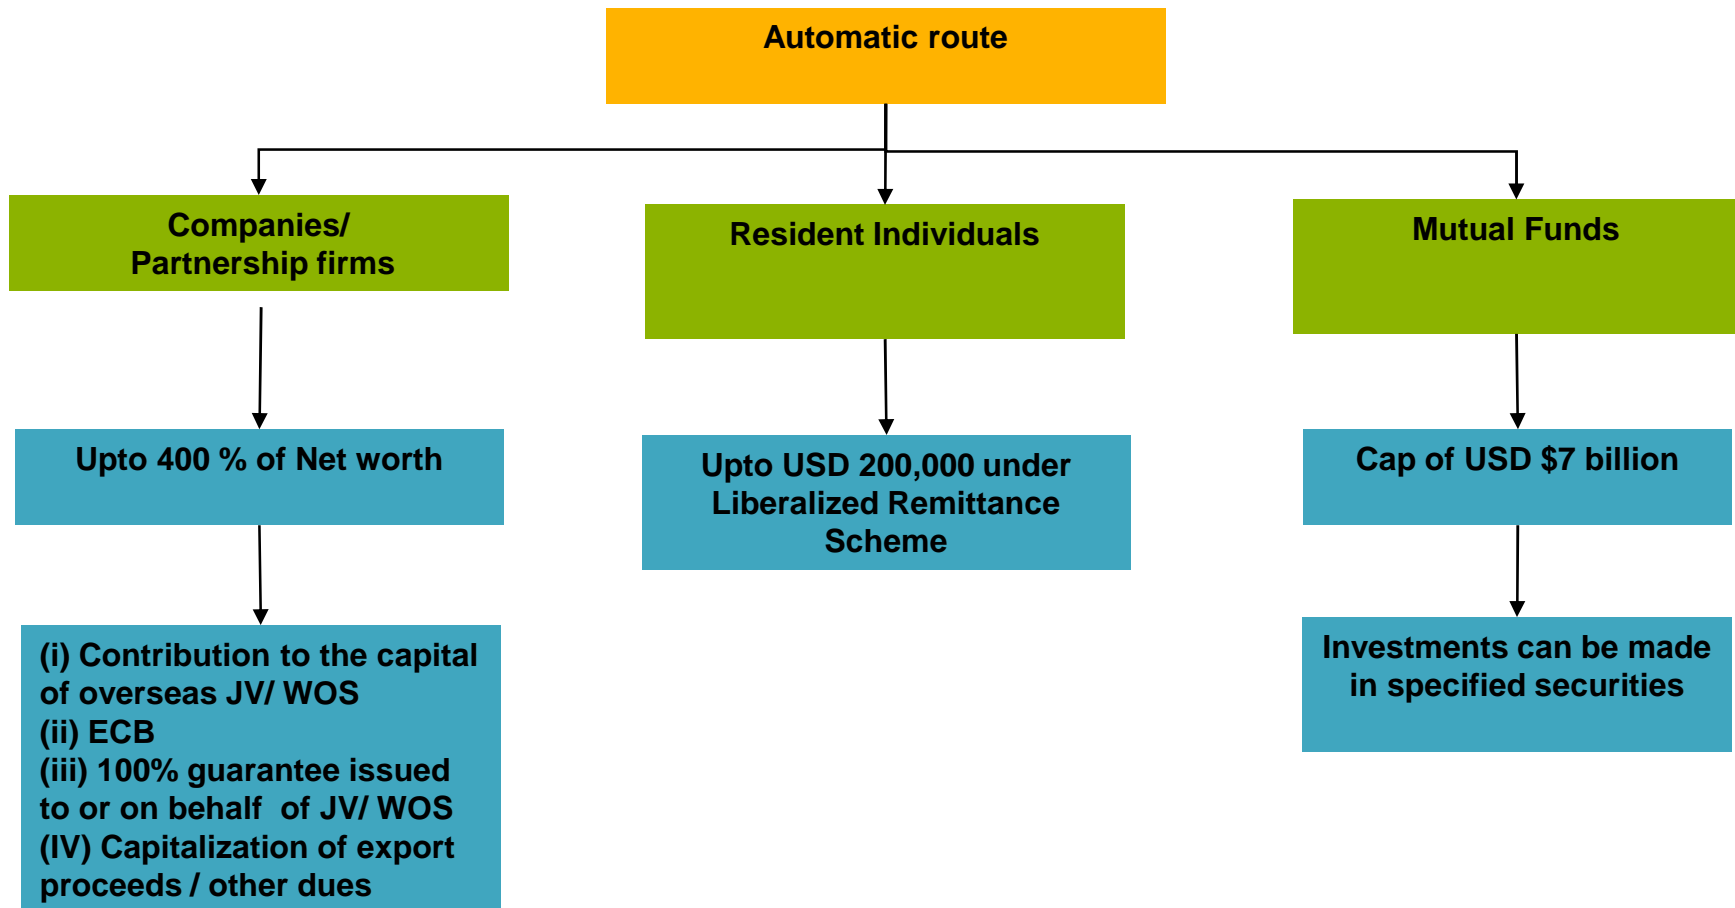 Automatic route
Companies/
Partnership firms
Resident Individuals
Mutual Funds
Upto 400 % of Net worth
Upto USD 200,000 under
Liberalized Remittance
Scheme
Cap of USD $7 billion
(i) Contribution to the capital
of overseas JV/ WOS
(ii) ECB
(iii) 100% guarantee issued
to or on behalf  of JV/ WOS
(IV) Capitalization of export
proceeds / other dues
Investments can be made
in specified securities